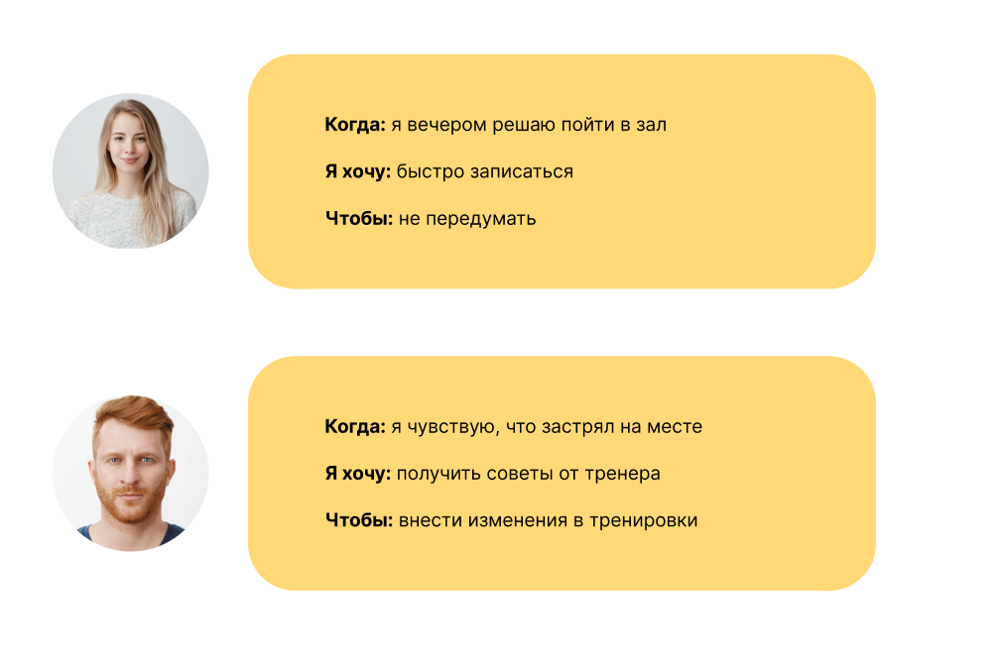 Когда: я вечером решаю пойти в зал
Я хочу: быстро записаться
Чтобы: не передумать
Когда: я чувствую, что застрял на месте
Я хочу: получить советы от тренера
Чтобы: внести изменения в тренировки